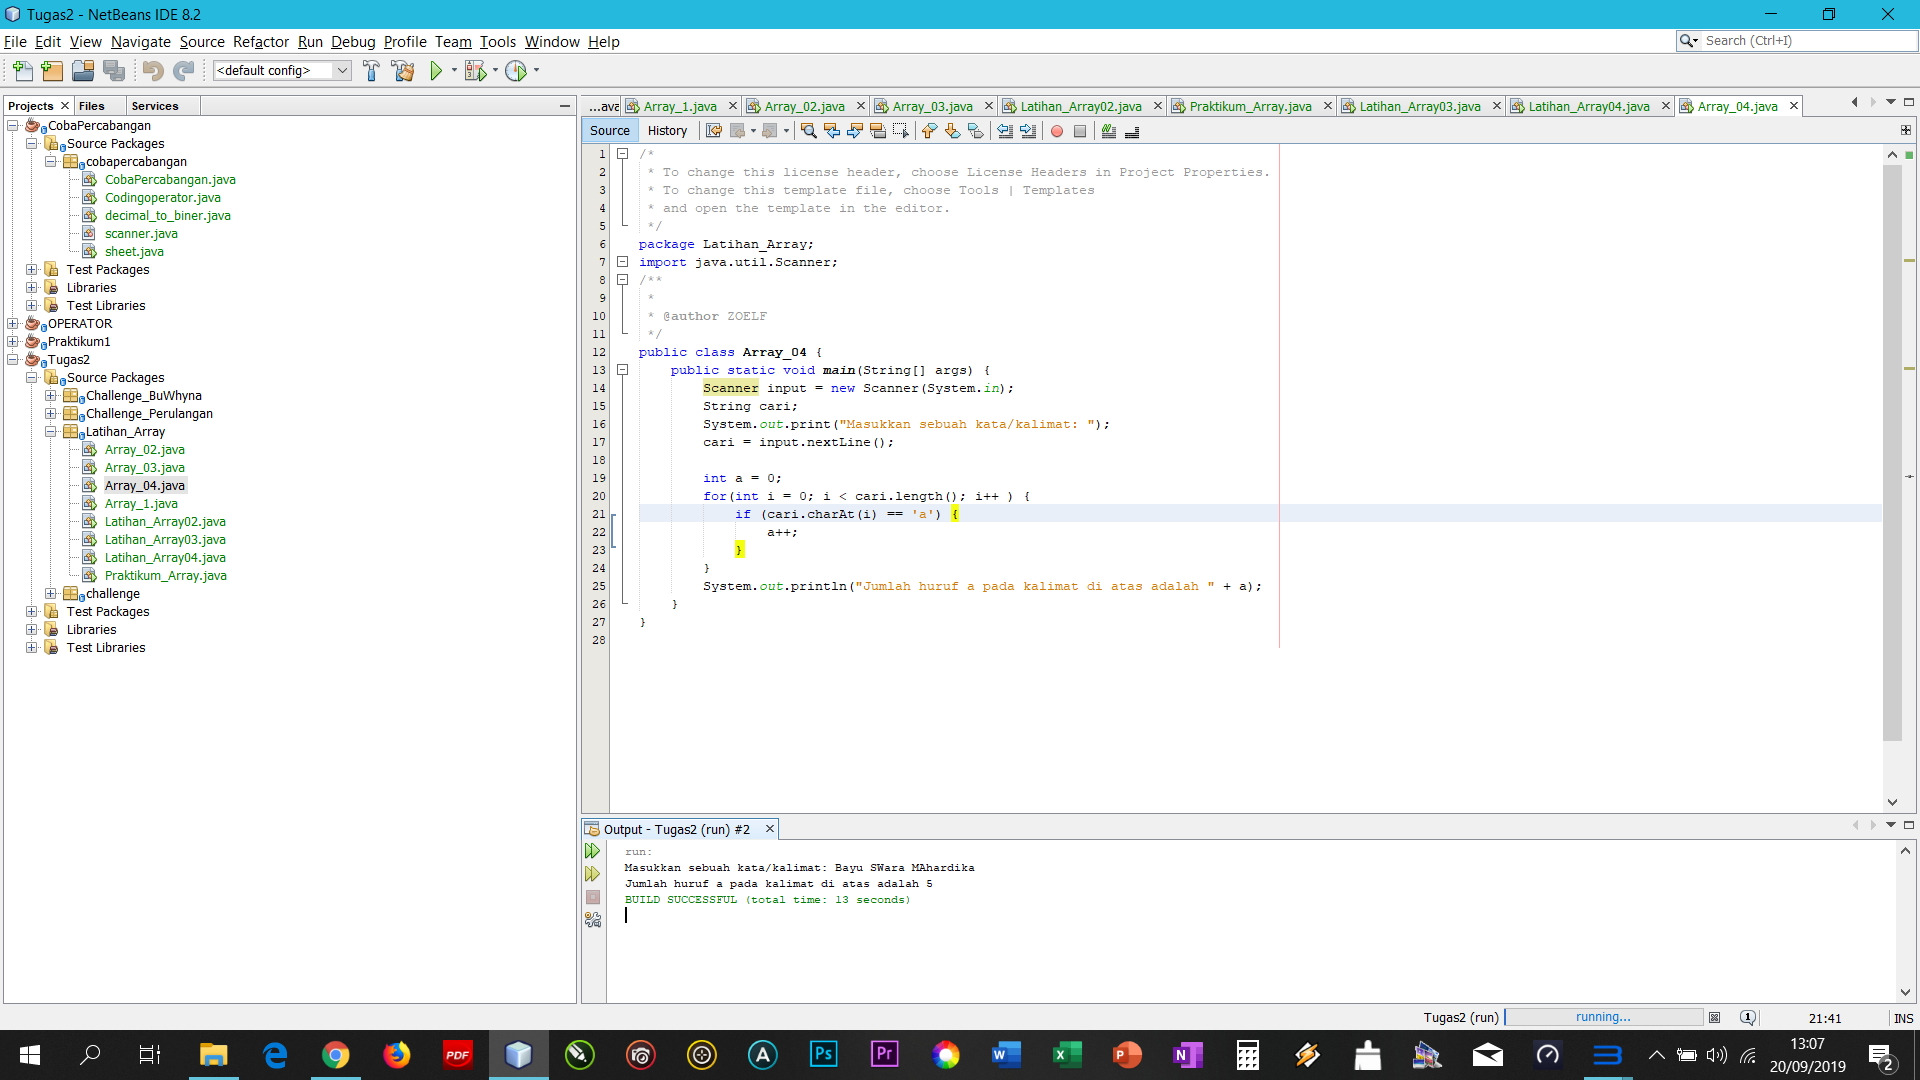 Tugas2 - NetBeans IDE 8.2
File Edit View Navigate Source Refactor Run Debug Profile Team Tools Window Help
Search (Ctrl+I)
<default config>
Projects Files Services
CobaPercabangan
Source Packages
cobapercabangan
CobaPercabangan.java
Codingoperator.java
decimal_to_biner.java
scanner.java
sheet.java
Test Packages
Libraries
Test Libraries
OPERATOR
Praktikum1
Tugas2
Source Packages
Challenge_BuWhyna
Challenge_Perulangan
Latihan_Array
Array_02.java
Array_03.java
Array_04.java
Array_1.java
Latihan_Array02.java
Latihan_Array03.java
Latihan_Array04.java
Praktikum_Array.java
challenge
Test Packages
Libraries
Test Libraries
...ava Array_1.java Array_02.java Array_03.java Latihan_Array02.java Praktikum_Array.java Latihan_Array03.java Latihan_Array04.java Array_04.java
Source History
1 /*
2 * To change this license header, choose License Headers in Project Properties.
3 * To change this template file, choose Tools | Templates
4 * and open the template in the editor.
5 */
6 package Latihan_Array;
7 import java.util.Scanner;
8 /**
9 *
10 * @author ZOELF
11 */
12 public class Array_04 {
13 public static void main(String[] args) {
14 Scanner input = new Scanner(System.in);
15 String cari;
16 System.out.print("Masukkan sebuah kata/kalimat: ");
17 cari = input.nextLine();
18
19 int a = 0;
20 for(int i = 0; i < cari.length(); i++ ) {
21 if (cari.charAt(i) == 'a') {
22 a++;
23 }
24 }
25 System.out.println("Jumlah huruf a pada kalimat di atas adalah " + a);
26 }
27 }
28
Output - Tugas2 (run) #2
run:
Masukkan sebuah kata/kalimat: Bayu SWara MAhardika
Jumlah huruf a pada kalimat di atas adalah 5
BUILD SUCCESSFUL (total time: 13 seconds)
Tugas2 (run) running... 1 21:41 INS
PDF Ps Pr
13:07
20/09/2019
2